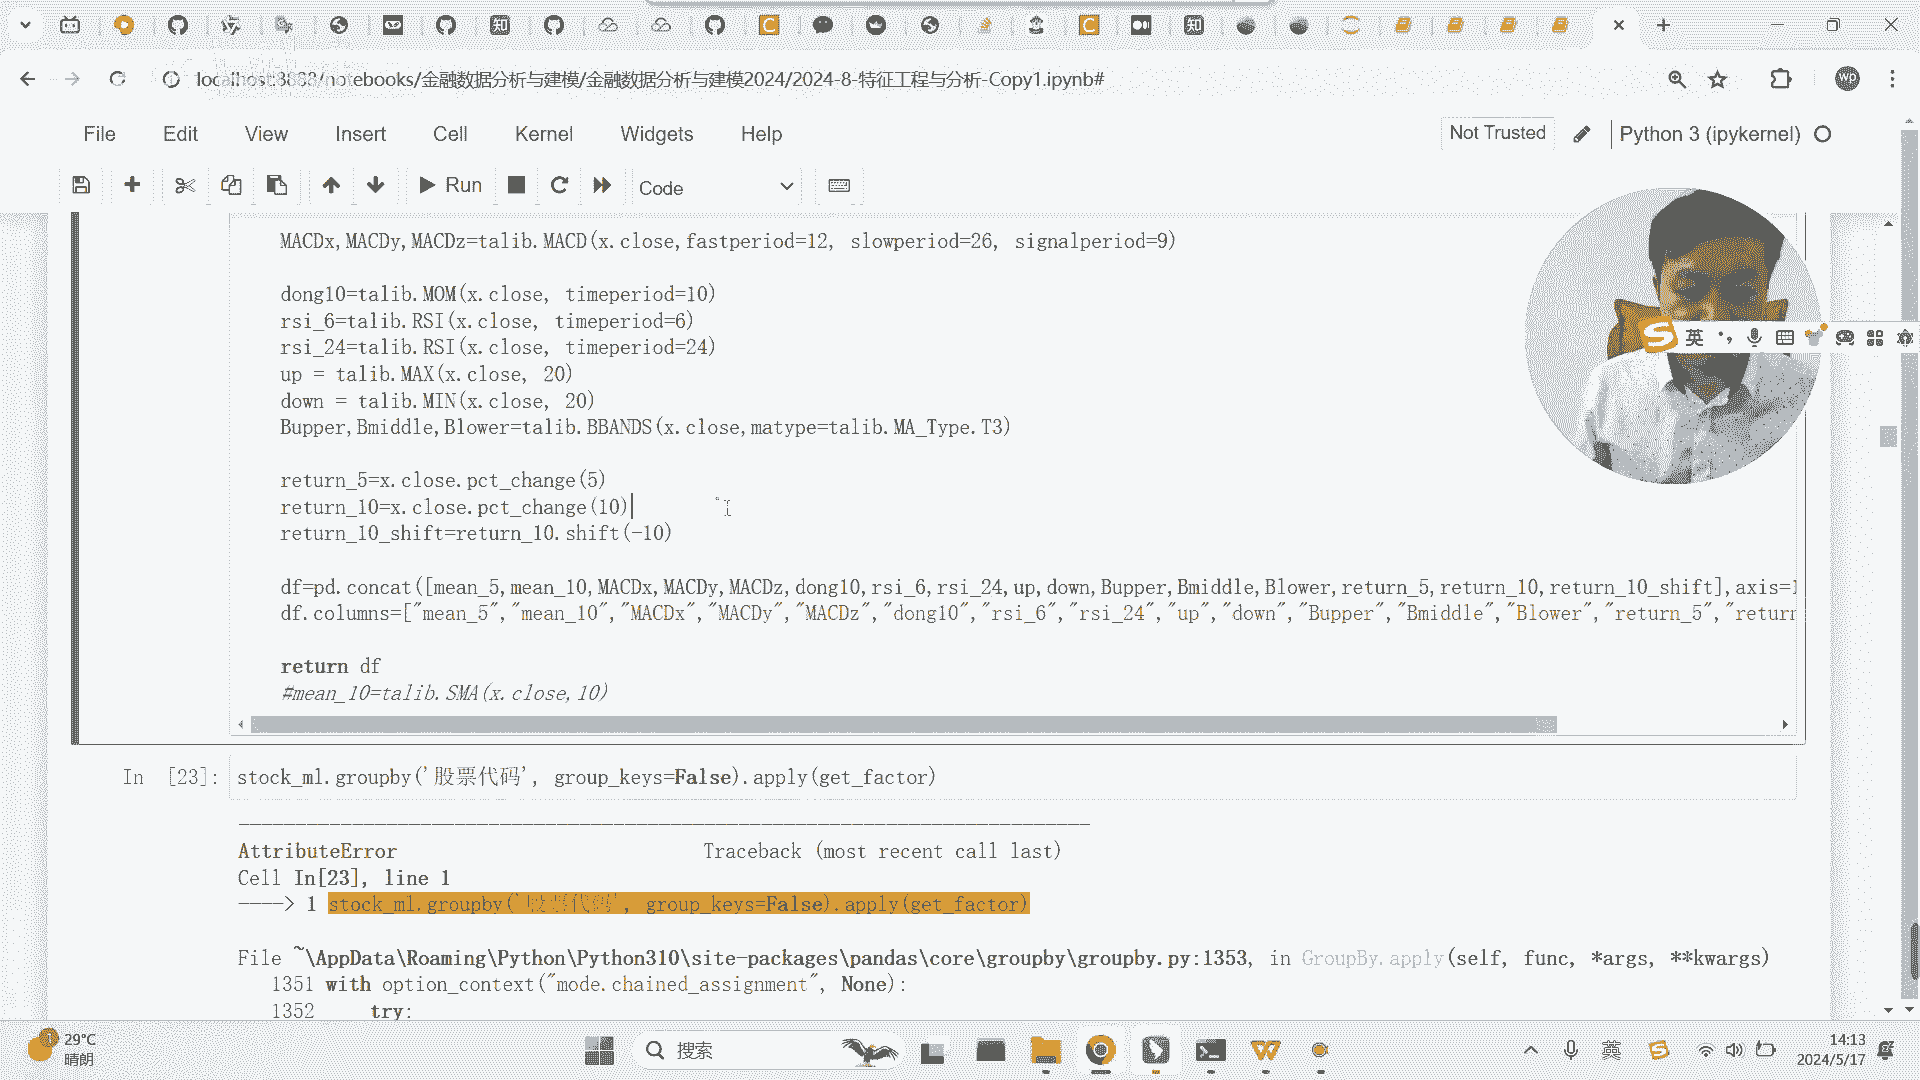 localhost:8888/notebooks/金融数据分析与建模/金融数据分析与建模2024/2024-8-特征工程与分析-Copy1.ipynb#
File Edit View Insert Cell Kernel Widgets Help
Not Trusted
Python 3 (ipykernel)
Run
Code
MACDx,MACDy,MACDz=talib.MACD(x.close,fastperiod=12, slowperiod=26, signalperiod=9)
dong10=talib.MOM(x.close, timeperiod=10)
rsi_6=talib.RSI(x.close, timeperiod=6)
rsi_24=talib.RSI(x.close, timeperiod=24)
up = talib.MAX(x.close, 20)
down = talib.MIN(x.close, 20)
Bupper,Bmiddle,Blower=talib.BBANDS(x.close,matype=talib.MA_Type.T3)
return_5=x.close.pct_change(5)
return_10=x.close.pct_change(10)
return_10_shift=return_10.shift(-10)
df=pd.concat([mean_5,mean_10,MACDx,MACDy,MACDz,dong10,rsi_6,rsi_24,up,down,Bupper,Bmiddle,Blower,return_5,return_10,return_10_shift],axis=1
df.columns=["mean_5","mean_10","MACDx","MACDy","MACDz","dong10","rsi_6","rsi_24","up","down","Bupper","Bmiddle","Blower","return_5","return
return df
#mean_10=talib.SMA(x.close,10)
In [23]: stock_ml.groupby('股票代码', group_keys=False).apply(get_factor)
AttributeError Traceback (most recent call last)
Cell In[23], line 1
----> 1 stock_ml.groupby('股票代码', group_keys=False).apply(get_factor)
File ~\AppData\Roaming\Python\Python310\site-packages\pandas\core\groupby\groupby.py:1353, in GroupBy.apply(self, func, *args, **kwargs)
1351 with option_context("mode.chained_assignment", None):
1352 try:
英
29°C
晴朗
搜索
英
14:13
2024/5/17